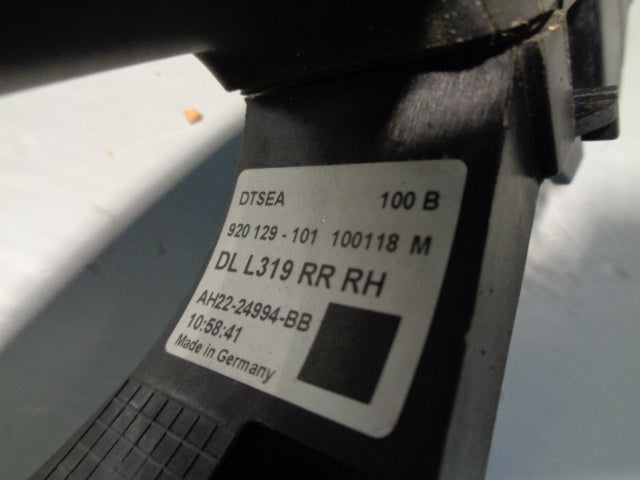 DTSEA 100 B
920 129 - 101 100118 M
DL L319 RR RH
AH22-24994-BB
10:58:41
Made in Germany